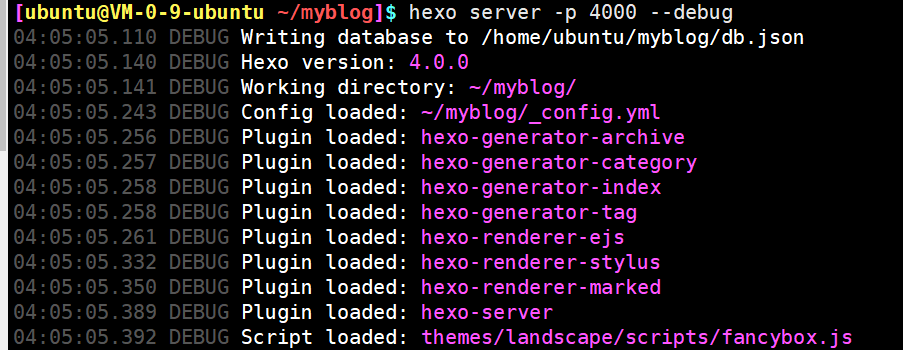 [ubuntu@VM-0-9-ubuntu ~/myblog]$ hexo server -p 4000 --debug
04:05:05.110 DEBUG Writing database to /home/ubuntu/myblog/db.json
04:05:05.140 DEBUG Hexo version: 4.0.0
04:05:05.141 DEBUG Working directory: ~/myblog/
04:05:05.243 DEBUG Config loaded: ~/myblog/_config.yml
04:05:05.256 DEBUG Plugin loaded: hexo-generator-archive
04:05:05.257 DEBUG Plugin loaded: hexo-generator-category
04:05:05.258 DEBUG Plugin loaded: hexo-generator-index
04:05:05.258 DEBUG Plugin loaded: hexo-generator-tag
04:05:05.261 DEBUG Plugin loaded: hexo-renderer-ejs
04:05:05.332 DEBUG Plugin loaded: hexo-renderer-stylus
04:05:05.350 DEBUG Plugin loaded: hexo-renderer-marked
04:05:05.389 DEBUG Plugin loaded: hexo-server
04:05:05.392 DEBUG Script loaded: themes/landscape/scripts/fancybox.js